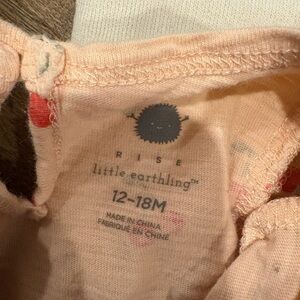 RISE
little earthling™
12-18M
MADE IN CHINA
FABRIQUÉ EN CHINE